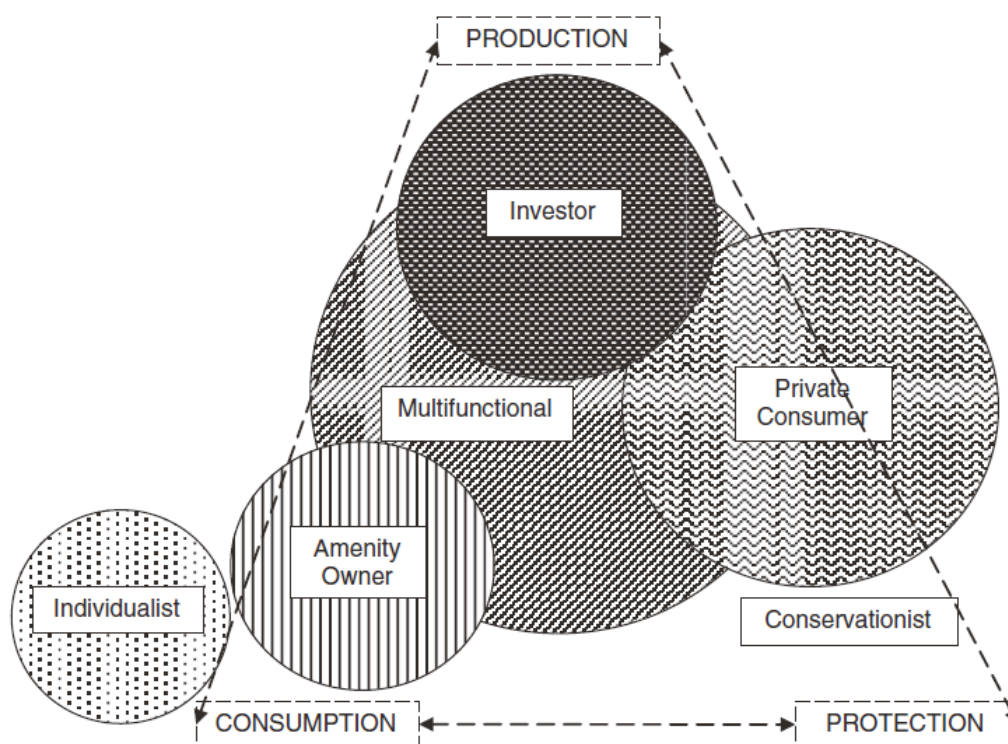 PRODUCTION
Investor
Multifunctional
Private
Consumer
Amenity
Owner
Individualist
Conservationist
CONSUMPTION
PROTECTION